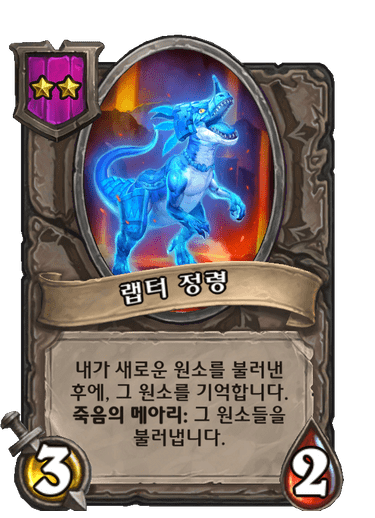 랩터 정령
내가 새로운 원소를 불러낸
후에, 그 원소를 기억합니다.
죽음의 메아리: 그 원소들을
불러냅니다.
3
2